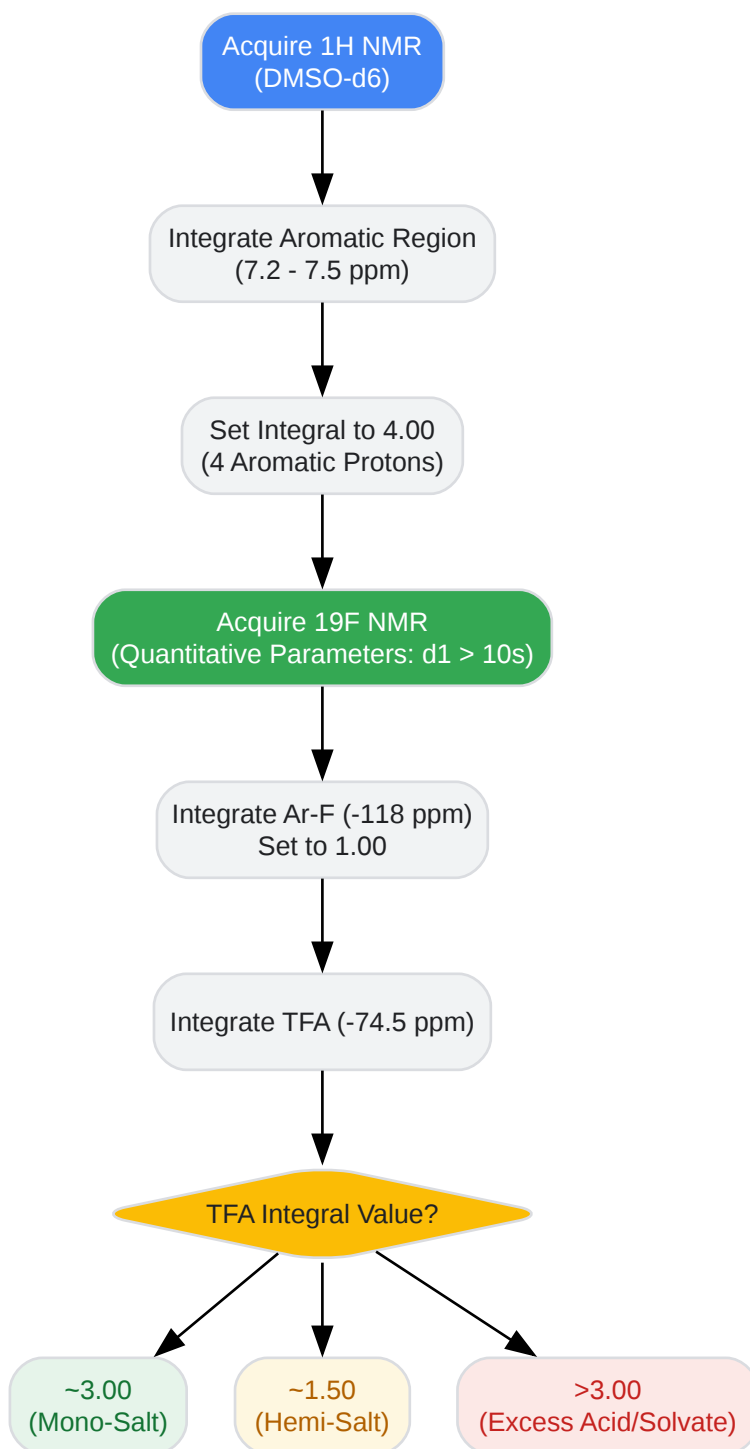 Acquire 1H NMR
(DMSO-d6)
Integrate Aromatic Region
(7.2 - 7.5 ppm)
Set Integral to 4.00
(4 Aromatic Protons)
Acquire 19F NMR
(Quantitative Parameters: d1 > 10s)
Integrate Ar-F (-118 ppm)
Set to 1.00
Integrate TFA (-74.5 ppm)
TFA Integral Value?
~3.00
(Mono-Salt)
~1.50
(Hemi-Salt)
>3.00
(Excess Acid/Solvate)